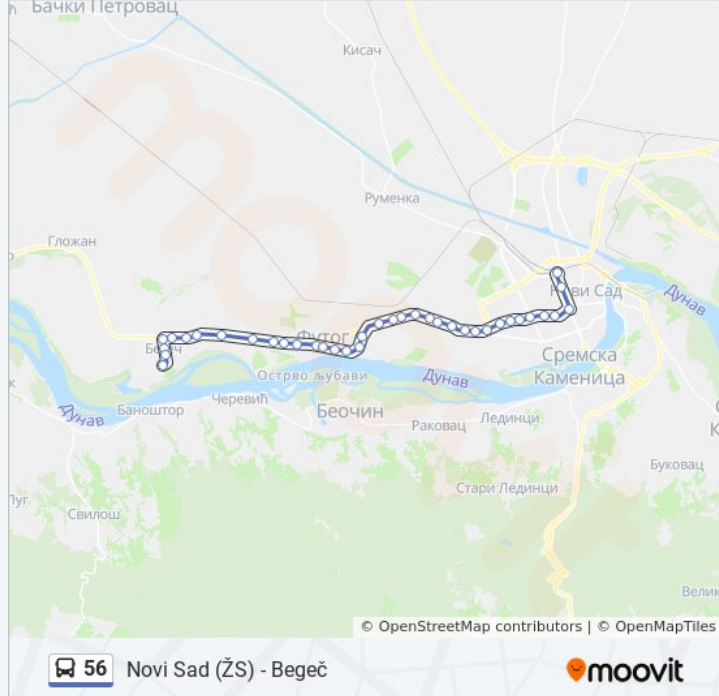 Бачки Петровац
Кисач
Руменка
Гложан
Нови Сад
Дунав
Футог
Бегеч
Сремска
Каменица
Острво љубави
Дунав
Черевић
Баноштор
Дунав
Беочин
Раковац
Лединци
Буковац
Стари Лединци
Свилош
© OpenStreetMap contributors | © OpenMapTiles
56 Novi Sad (ŽS) - Begeč
moovit